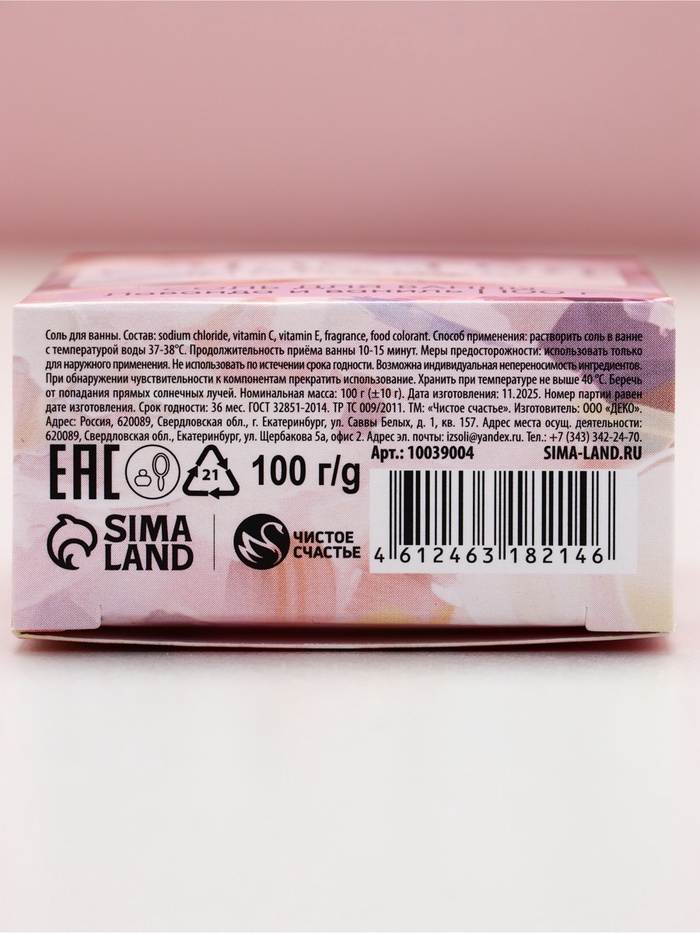 Соль для ванны. Состав: sodium chloride, vitamin C, vitamin E, fragrance, food colorant. Способ применения: растворить соль в ванне
с температурой воды 37-38°С. Продолжительность приёма ванны 10-15 минут. Меры предосторожности: использовать только
для наружного применения. Не использовать по истечении срока годности. Возможна индивидуальная непереносимость ингредиентов.
При обнаружении чувствительности к компонентам прекратить использование. Хранить при температуре не выше 40 °С. Беречь
от попадания прямых солнечных лучей. Номинальная масса: 100 г (±10 г). Дата изготовления: 11.2025. Номер партии равен
дате изготовления. Срок годности: 36 мес. ГОСТ 32851-2014. ТР ТС 009/2011. ТМ: «Чистое счастье». Изготовитель: ООО «ДЕКО».
Адрес: Россия, 620089, Свердловская обл., г. Екатеринбург, ул. Саввы Белых, д. 1, кв. 157. Адрес места осущ. деятельности:
620089, Свердловская обл., г. Екатеринбург, ул. Щербакова 5а, офис 2. Адрес эл. почты: izsoli@yandex.ru. Тел.: +7 (343) 342-24-70.
Арт.: 10039004 SIMA-LAND.RU
EAC 21 100 г/g
SIMA LAND
ЧИСТОЕ СЧАСТЬЕ
4 612463 182146